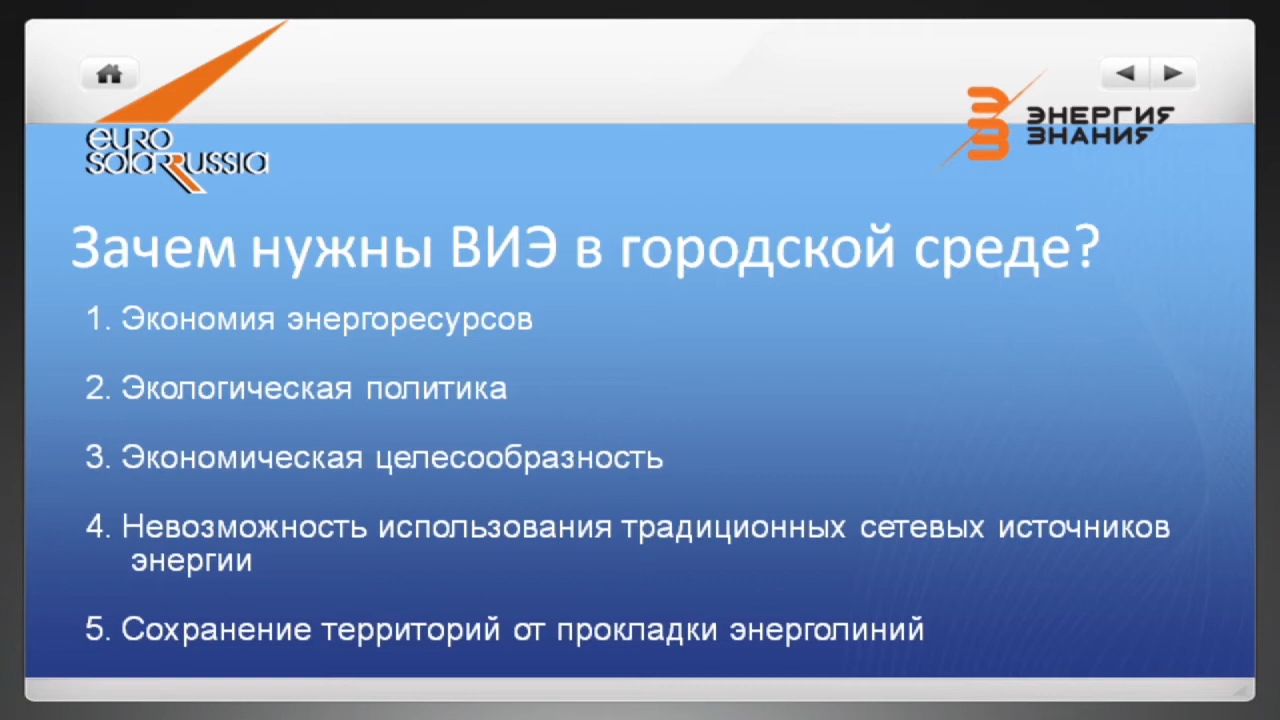 EURO
SOLARRUSSIA
ЭНЕРГИЯ
ЗНАНИЯ
Зачем нужны ВИЭ в городской среде?
1. Экономия энергоресурсов
2. Экологическая политика
3. Экономическая целесообразность
4. Невозможность использования традиционных сетевых источников
энергии
5. Сохранение территорий от прокладки энерголиний